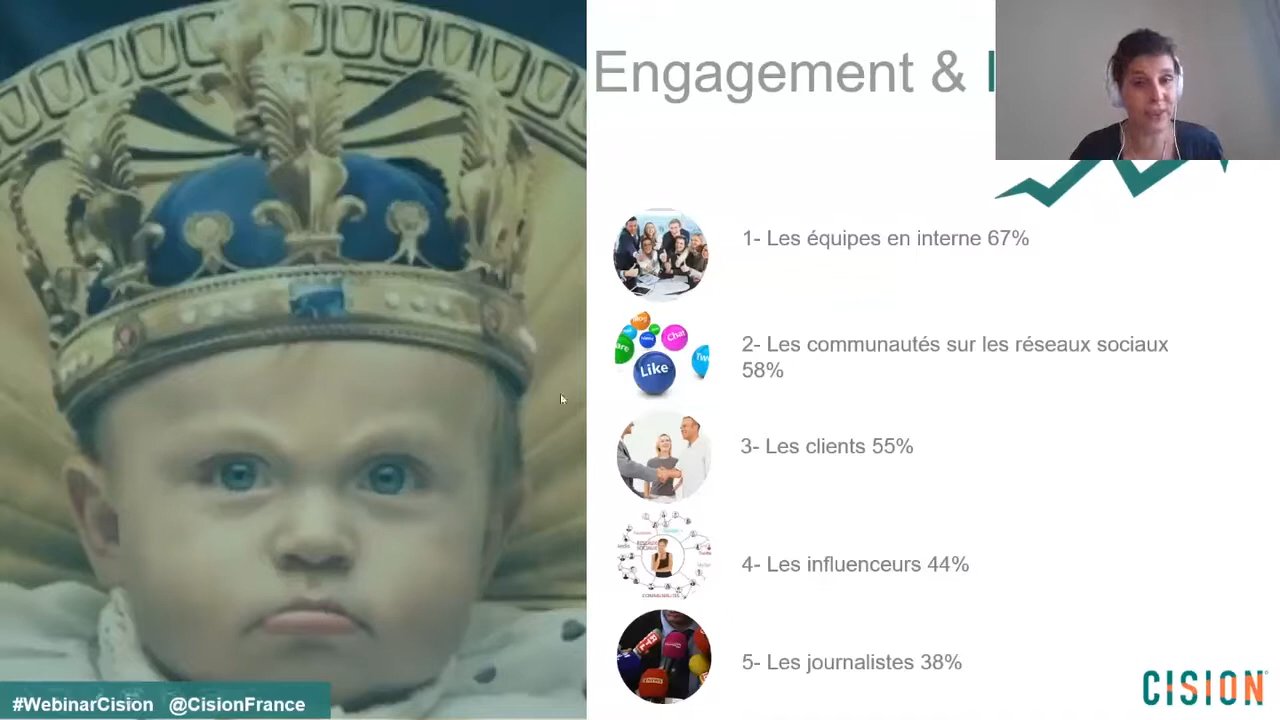 Engagement &
1- Les équipes en interne 67%
Like
Chat
2- Les communautés sur les réseaux sociaux
58%
3- Les clients 55%
4- Les influenceurs 44%
5- Les journalistes 38%
#WebinarCision @CisionFrance
CISION